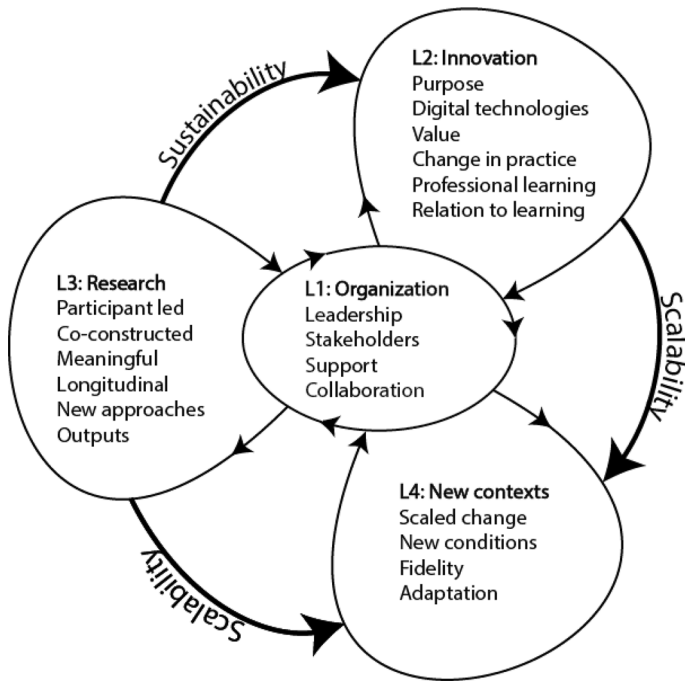 Sustainability
L2: Innovation
Purpose
Digital technologies
Value
Change in practice
Professional learning
Relation to learning
L3: Research
Participant led
Co-constructed
Meaningful
Longitudinal
New approaches
Outputs
L1: Organization
Leadership
Stakeholders
Support
Collaboration
Scalability
L4: New contexts
Scaled change
New conditions
Fidelity
Adaptation
Scalability